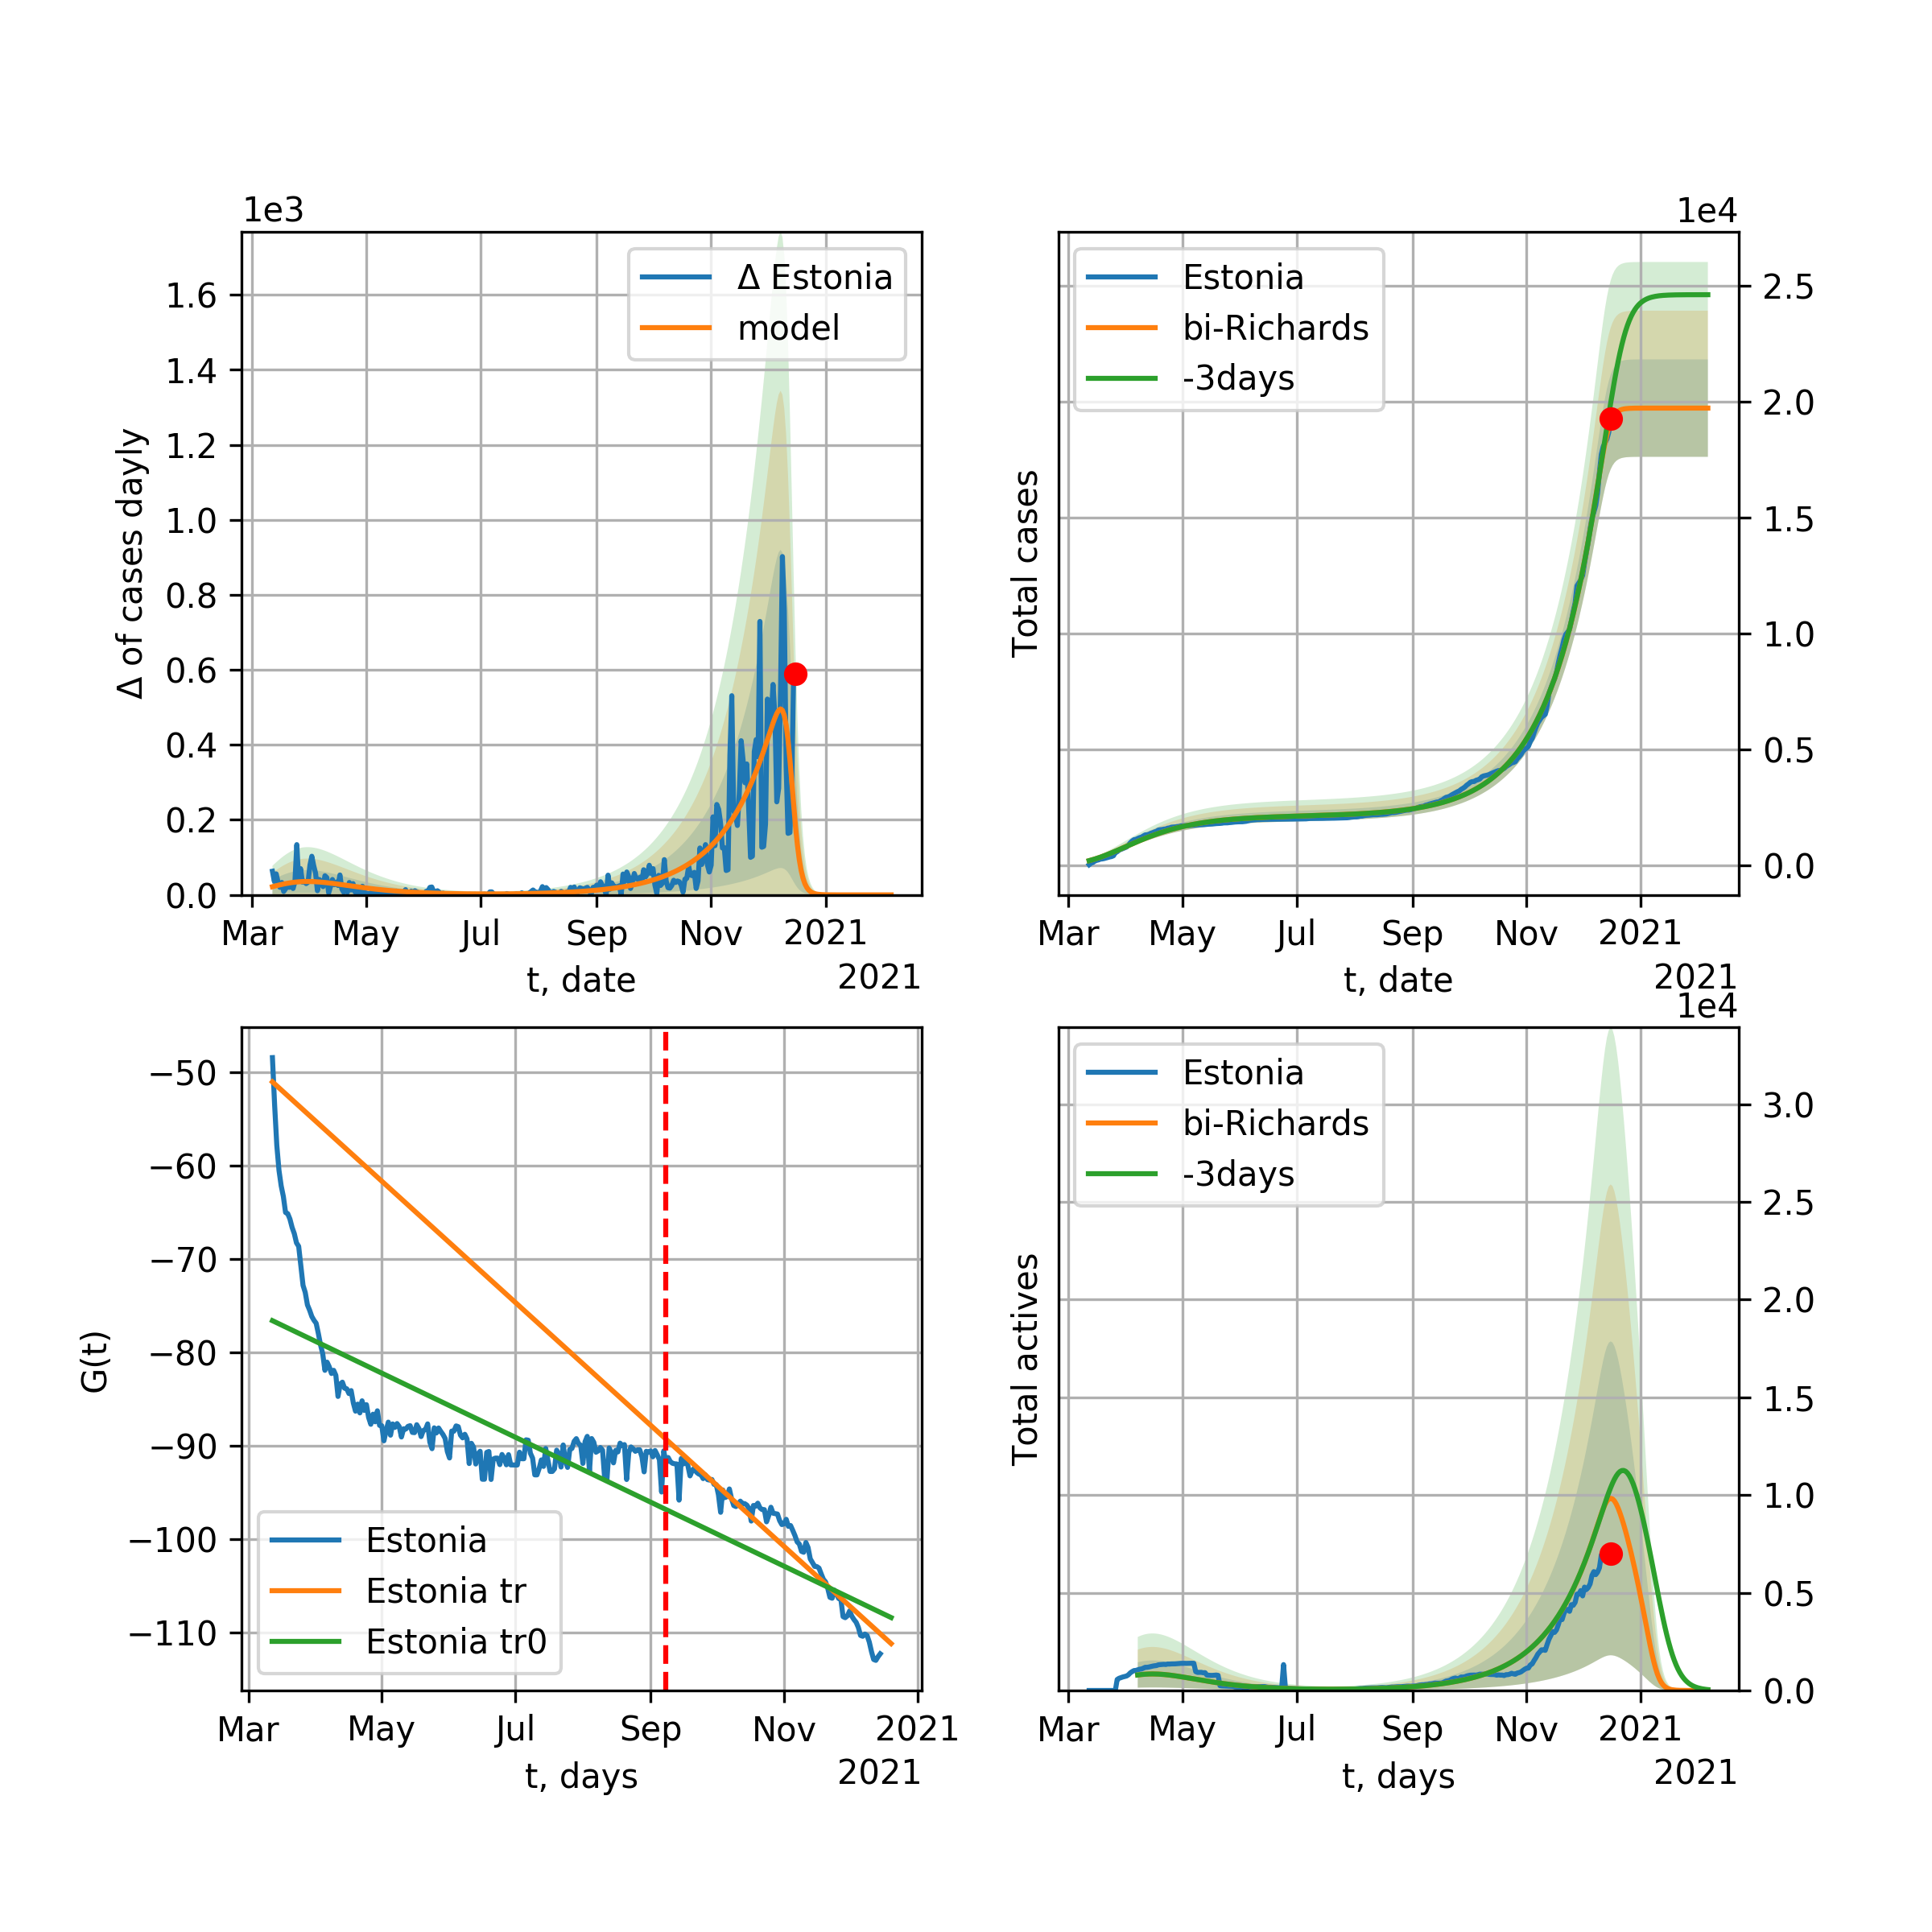 1e3
Δ of cases dayly
1.6
1.4
1.2
1.0
0.8
0.6
0.4
0.2
0.0
Δ Estonia
model
Mar May Jul Sep Nov 2021
t, date
2021
1e4
Total cases
Estonia
bi-Richards
-3days
2.5
2.0
1.5
1.0
0.5
0.0
Mar May Jul Sep Nov 2021
t, date
2021
G(t)
−50
−60
−70
−80
−90
−100
−110
Estonia
Estonia tr
Estonia tr0
Mar May Jul Sep Nov 2021
t, days
2021
1e4
Total actives
Estonia
bi-Richards
-3days
3.0
2.5
2.0
1.5
1.0
0.5
0.0
Mar May Jul Sep Nov 2021
t, days
2021